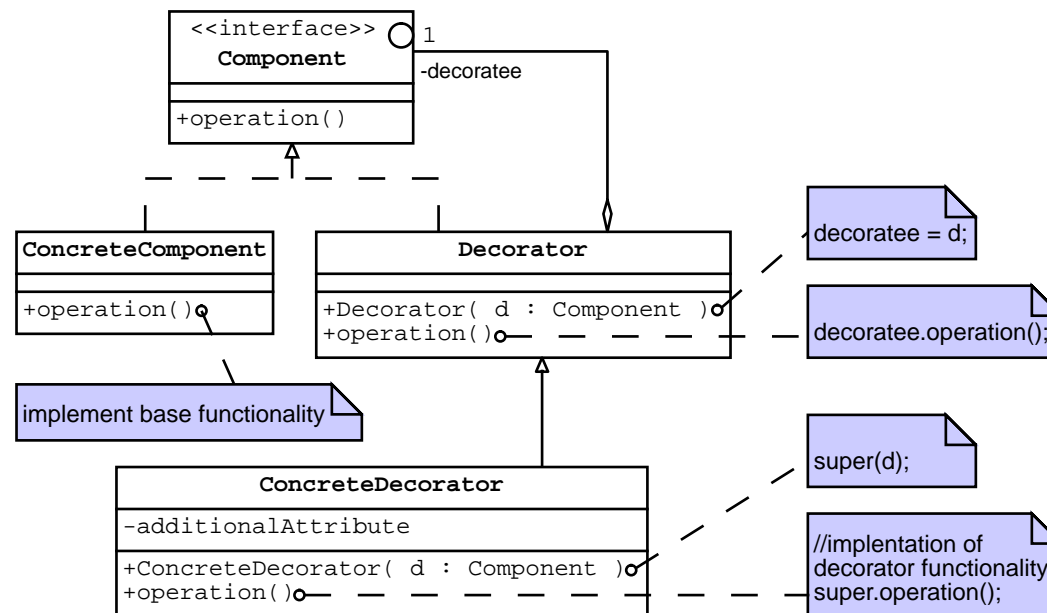 <<interface>>
Component
1
-decoratee
+operation()
ConcreteComponent
+operation()
Decorator
+Decorator( d : Component )
+operation()
decoratee = d;
decoratee.operation();
implement base functionality
ConcreteDecorator
-additionalAttribute
+ConcreteDecorator( d : Component )
+operation()
super(d);
//implentation of
decorator functionality
super.operation();